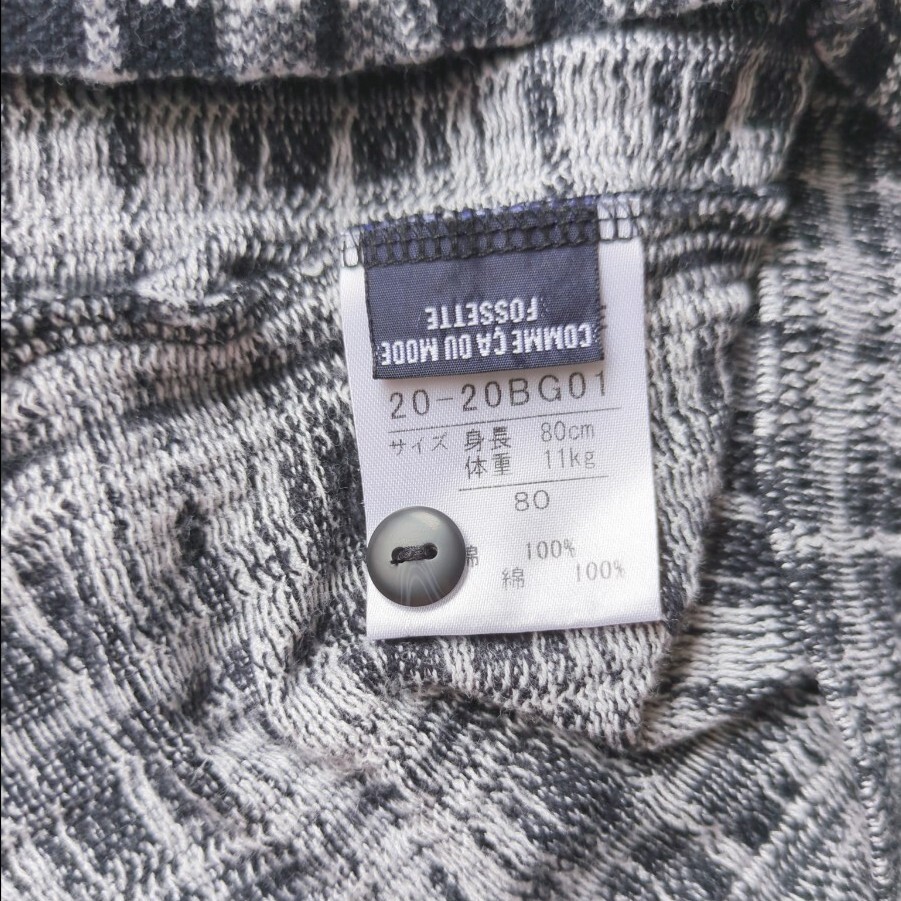 COMME ÇA DU MODE
FOSSETTE
20-20BG01
サイズ 身長 80cm
体重 11kg
80
綿 100%
綿 100%